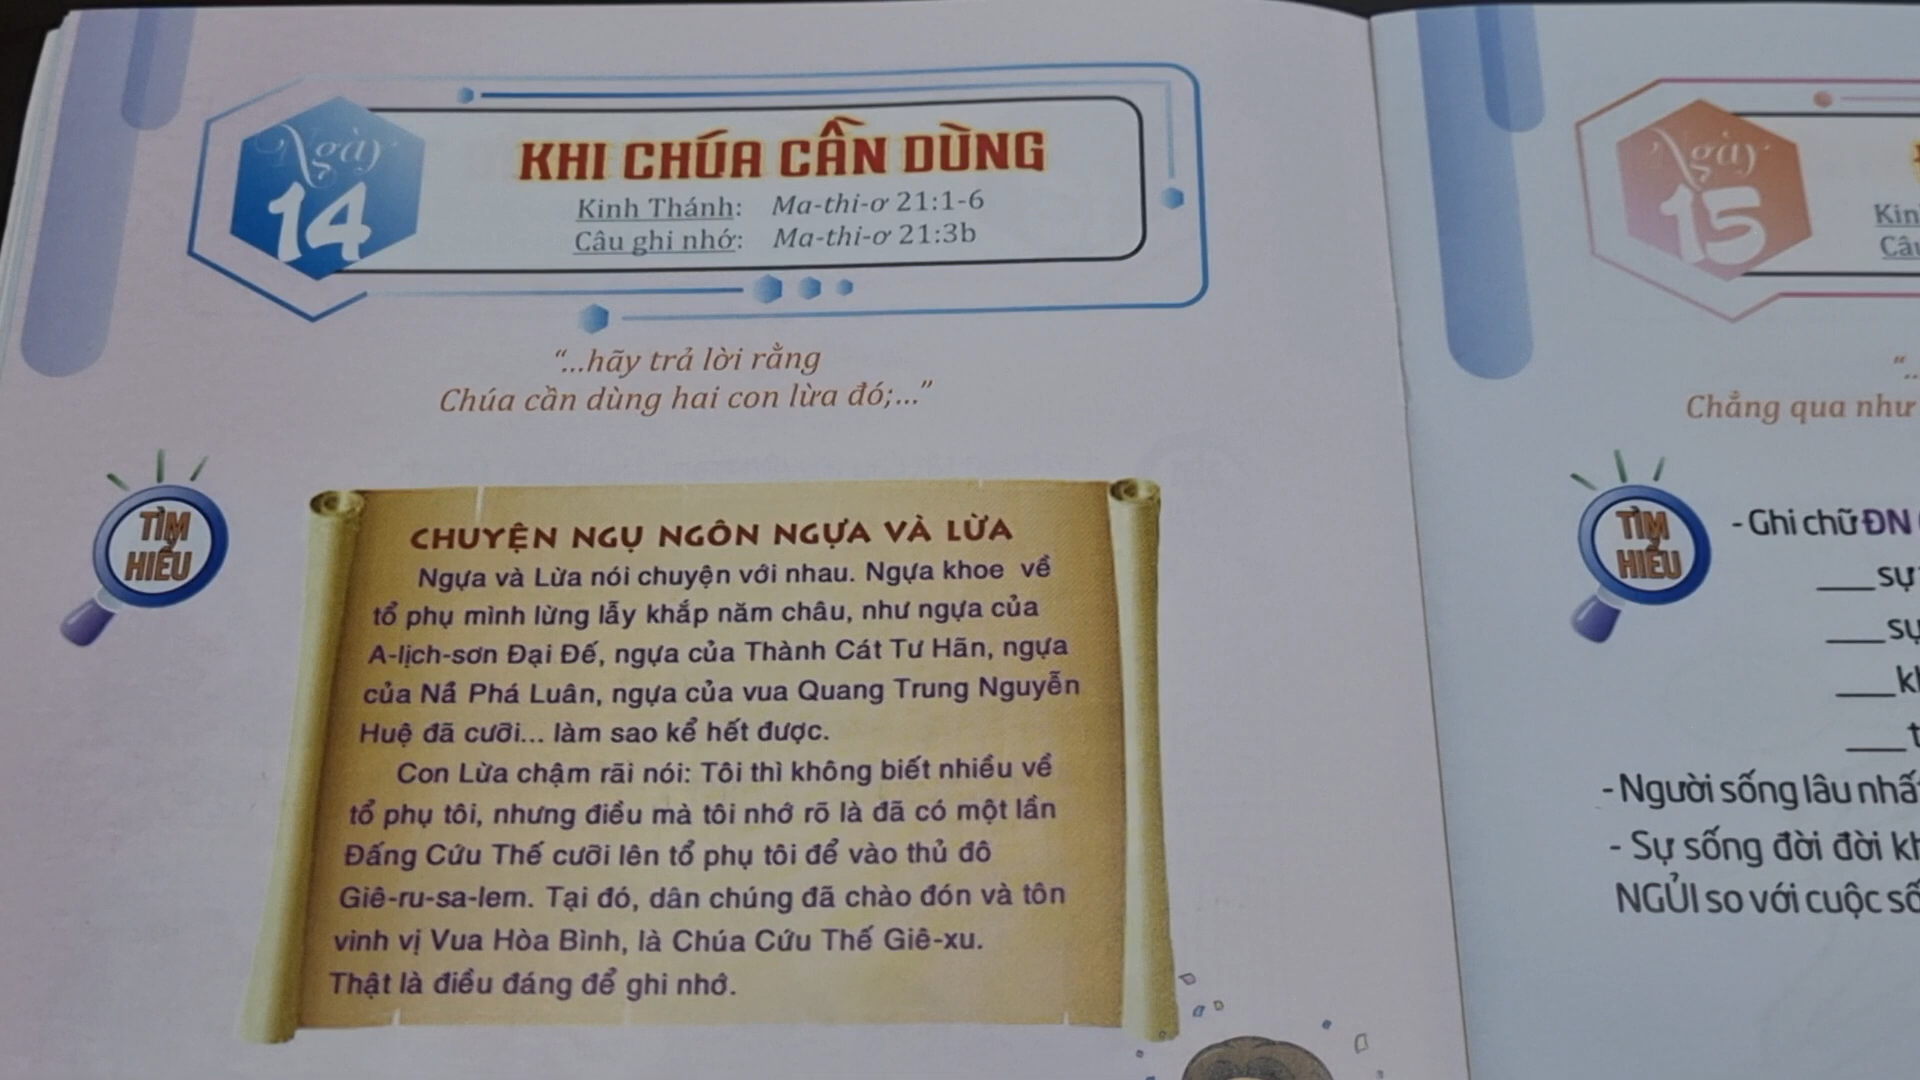 Ngày
14
KHI CHÚA CẦN DÙNG
Kinh Thánh: Ma-thi-ơ 21:1-6
Câu ghi nhớ: Ma-thi-ơ 21:3b
“...hãy trả lời rằng
Chúa cần dùng hai con lừa đó;...”
TÌM
HIỂU
CHUYỆN NGỤ NGÔN NGỰA VÀ LỪA
Ngựa và Lừa nói chuyện với nhau. Ngựa khoe về
tổ phụ mình lừng lẫy khắp năm châu, như ngựa của
A-lịch-sơn Đại Đế, ngựa của Thành Cát Tư Hãn, ngựa
của Nã Phá Luân, ngựa của vua Quang Trung Nguyễn
Huệ đã cưỡi... làm sao kể hết được.
Con Lừa chậm rãi nói: Tôi thì không biết nhiều về
tổ phụ tôi, nhưng điều mà tôi nhớ rõ là đã có một lần
Đấng Cứu Thế cưỡi lên tổ phụ tôi để vào thủ đô
Giê-ru-sa-lem. Tại đó, dân chúng đã chào đón và tôn
vinh vị Vua Hòa Bình, là Chúa Cứu Thế Giê-xu.
Thật là điều đáng để ghi nhớ.
Ngày
15
Chẳng qua như
TÌM
HIỂU
- Ghi chữ ĐN
___ sự
- Người sống lâu
- Sự sống đời đời
NGỦI so với cuộc